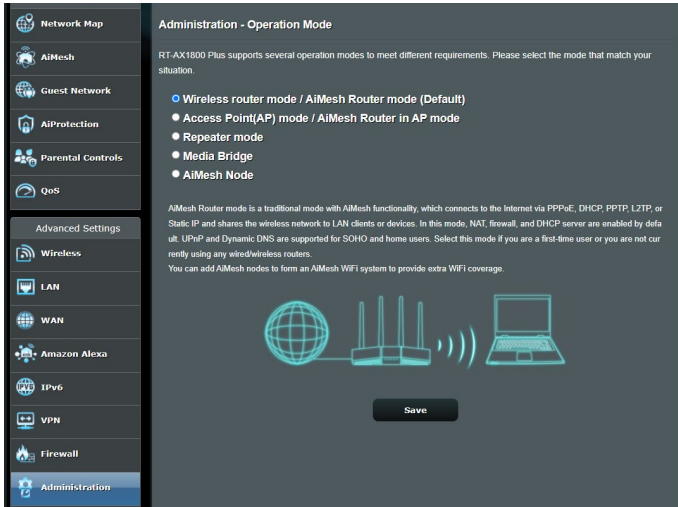 Network Map
AiMesh
Guest Network
AiProtection
Parental Controls
QoS
Advanced Settings
Wireless
LAN
WAN
Amazon Alexa
IPv6
VPN
Firewall
Administration
Administration - Operation Mode
RT-AX1800 Plus supports several operation modes to meet different requirements. Please select the mode that match your
situation.
Wireless router mode / AiMesh Router mode (Default)
Access Point(AP) mode / AiMesh Router in AP mode
Repeater mode
Media Bridge
AiMesh Node
AiMesh Router mode is a traditional mode with AiMesh functionality, which connects to the Internet via PPPoE, DHCP, PPTP, L2TP, or
Static IP and shares the wireless network to LAN clients or devices. In this mode, NAT, firewall, and DHCP server are enabled by defa
ult. UPnP and Dynamic DNS are supported for SOHO and home users. Select this mode if you are a first-time user or you are not cur
rently using any wired/wireless routers.
You can add AiMesh nodes to form an AiMesh WiFi system to provide extra WiFi coverage.
Save